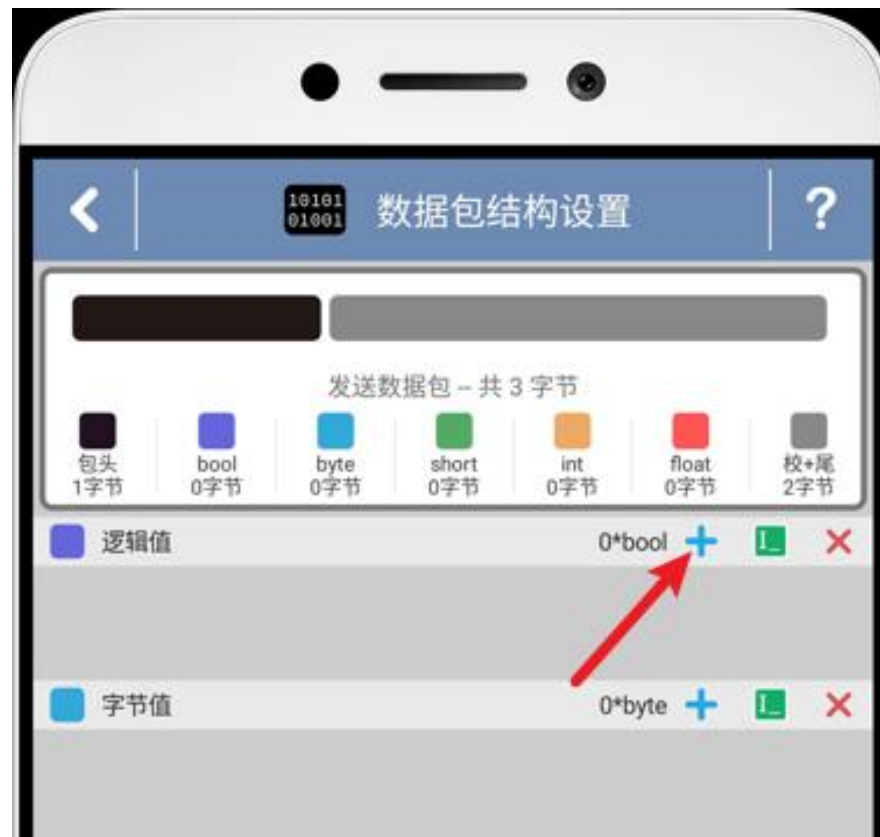 10101
01001
数据包结构设置
?
发送数据包 – 共 3 字节
包头 bool byte short int float 校+尾
1字节 0字节 0字节 0字节 0字节 0字节 2字节
逻辑值 0*bool
字节值 0*byte